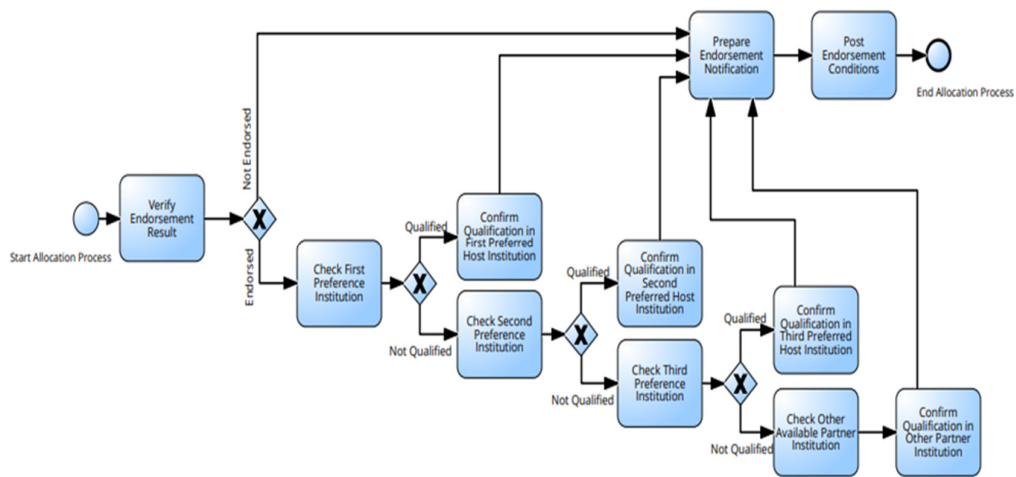 Prepare
Endorsement
Notification
Post
Endorsement
Conditions
End Allocation Process
Not Endorsed
Verify
Endorsement
Result
Start Allocation Process
Endorsed
Check First
Preference
Institution
Qualified
Confirm
Qualification in
First Preferred
Host Institution
Not Qualified
Check Second
Preference
Institution
Qualified
Confirm
Qualification in
Second
Preferred Host
Institution
Not Qualified
Check Third
Preference
Institution
Qualified
Confirm
Qualification in
Third Preferred
Host Institution
Not Qualified
Check Other
Available Partner
Institution
Confirm
Qualification in
Other Partner
Institution